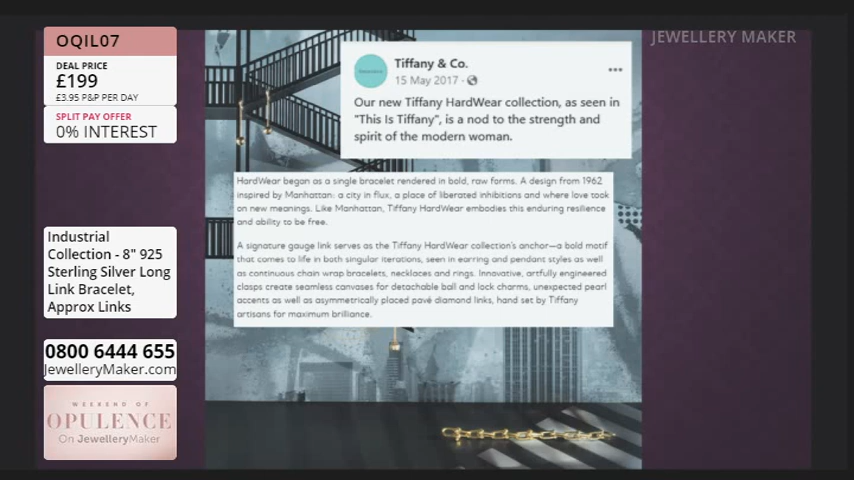 JEWELLERY MAKER
OQIL07
DEAL PRICE
£199
£3.95 P&P PER DAY
SPLIT PAY OFFER
0% INTEREST
Industrial
Collection - 8" 925
Sterling Silver Long
Link Bracelet,
Approx Links
0800 6444 655
JewelleryMaker.com
WEEKEND OF
OPULENCE
On JewelleryMaker
Tiffany & Co.
15 May 2017 ·
Our new Tiffany HardWear collection, as seen in
"This Is Tiffany", is a nod to the strength and
spirit of the modern woman.
HardWear began as a single bracelet rendered in bold, raw forms. A design from 1962
inspired by Manhattan: a city in flux, a place of liberated inhibitions and where love took
on new meanings. Like Manhattan, Tiffany HardWear embodies this enduring resilience
and ability to be free.
A signature gauge link serves as the Tiffany HardWear collection's anchor—a bold motif
that comes to life in both singular iterations, seen in earring and pendant styles as well
as continuous chain wrap bracelets, necklaces and rings. Innovative, artfully engineered
clasps create seamless canvases for detachable ball and lock charms, unexpected pearl
accents as well as asymmetrically placed pavé diamond links, hand set by Tiffany
artisans for maximum brilliance.